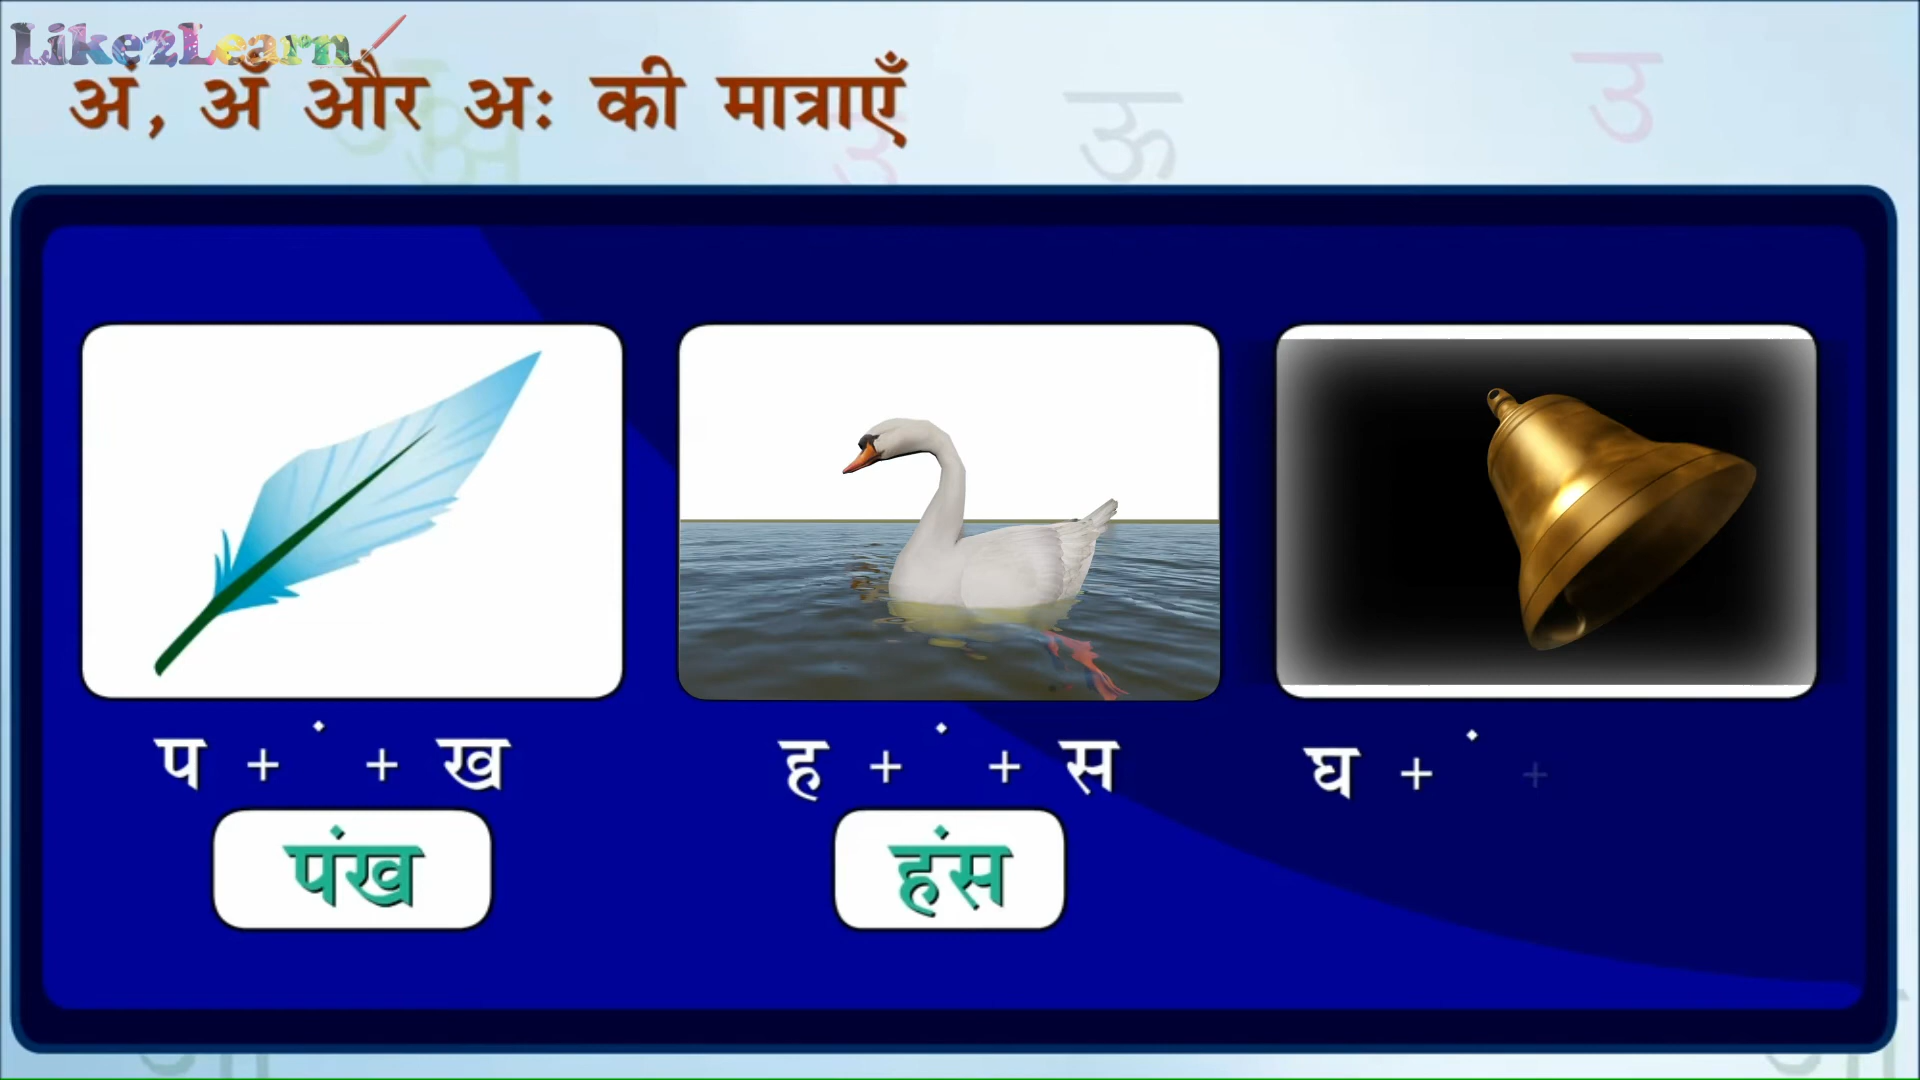 Like2Learn
अं, अँ और अः की मात्राएँ
प + ं + ख
ह + ं + स
घ + ं +
पंख
हंस